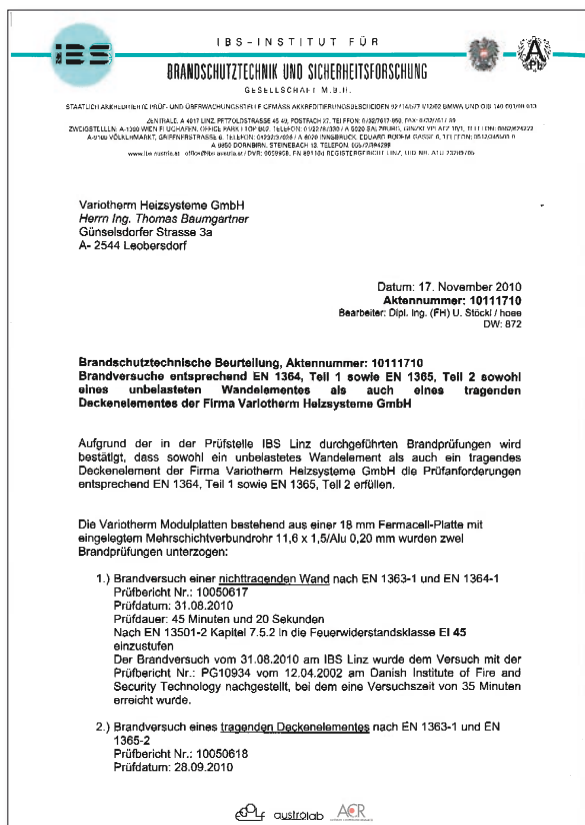 IBS-INSTITUT FÜR
IBS
BRANDSCHUTZTECHNIK UND SICHERHEITSFORSCHUNG
GESELLSCHAFT M.B.H.
ZENTRALE: A 4017 LINZ, PETZOLDSTRASSE 45
Variotherm Heizsysteme GmbH
Herrn Ing. Thomas Baumgartner
Günselsdorfer Strasse 3a
A- 2544 Leobersdorf
Datum: 17. November 2010
Aktennummer: 10111710
Bearbeiter: Dipl. Ing. (FH) U. Stöckl / hoee
DW: 872
Brandschutztechnische Beurteilung, Aktennummer: 10111710
Brandversuche entsprechend EN 1364, Teil 1 sowie EN 1365, Teil 2 sowohl
eines unbelasteten Wandelementes als auch eines tragenden
Deckenelementes der Firma Variotherm Heizsysteme GmbH
Aufgrund der in der Prüfstelle IBS Linz durchgeführten Brandprüfungen wird
bestätigt, dass sowohl ein unbelastetes Wandelement als auch ein tragendes
Deckenelement der Firma Variotherm Heizsysteme GmbH die Prüfanforderungen
entsprechend EN 1364, Teil 1 sowie EN 1365, Teil 2 erfüllen.
Die Variotherm Modulplatten bestehend aus einer 18 mm Fermacell-Platte mit
eingelegtem Mehrschichtverbundrohr 11,6 x 1,5/Alu 0,20 mm wurden zwei
Brandprüfungen unterzogen:
1.) Brandversuch einer nichttragenden Wand nach EN 1363-1 und EN 1364-1
Prüfbericht Nr.: 10050617
Prüfdatum: 31.08.2010
Prüfdauer: 45 Minuten und 20 Sekunden
Nach EN 13501-2 Kapitel 7.5.2 in die Feuerwiderstandsklasse EI 45
einzustufen
Der Brandversuch vom 31.08.2010 am IBS Linz wurde dem Versuch mit der
Prüfbericht Nr.: PG10934 vom 12.04.2002 am Danish Institute of Fire and
Security Technology nachgestellt, bei dem eine Versuchszeit von 35 Minuten
erreicht wurde.
2.) Brandversuch eines tragenden Deckenelementes nach EN 1363-1 und EN
1365-2
Prüfbericht Nr.: 10050618
Prüfdatum: 28.09.2010
austrolab ACR